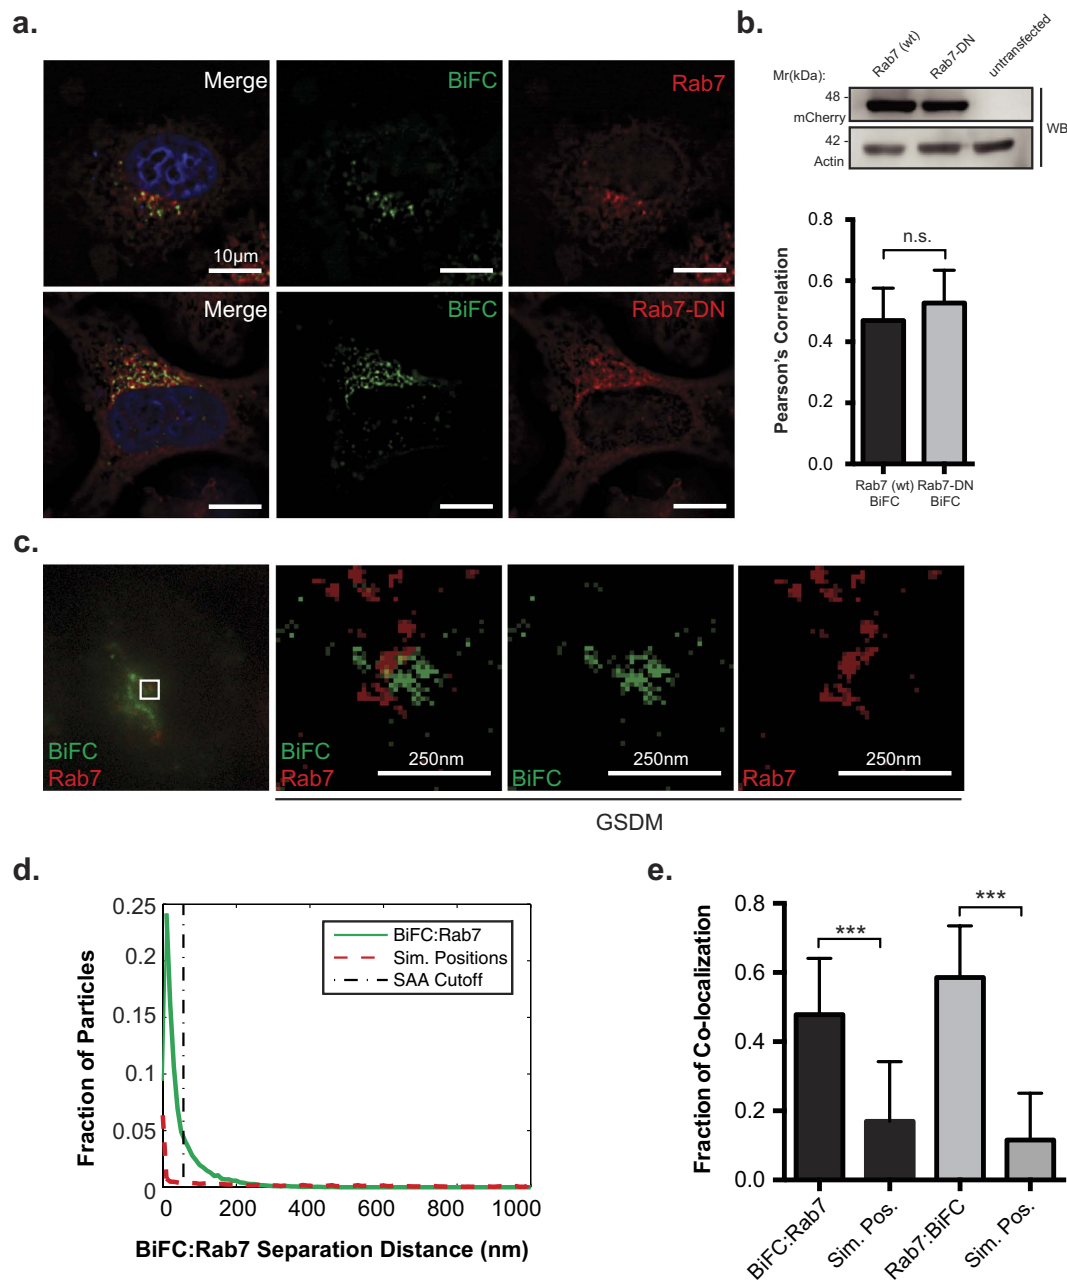 a.
Merge
BiFC
Rab7
10µm
Merge
BiFC
Rab7-DN
b.
Rab7 (wt)
Rab7-DN
untransfected
Mr(kDa):
48 -
mCherry
42 -
Actin
WB
0.8
0.6
0.4
0.2
0.0
Pearson's Correlation
n.s.
Rab7 (wt) Rab7-DN
BiFC BiFC
c.
BiFC
Rab7
BiFC
Rab7
250nm
BiFC
250nm
Rab7
250nm
GSDM
d.
0.25
0.2
0.15
0.1
0.05
0
Fraction of Particles
BiFC:Rab7
Sim. Positions
SAA Cutoff
0 200 400 600 800 1000
BiFC:Rab7 Separation Distance (nm)
e.
0.8
0.6
0.4
0.2
0.0
Fraction of Co-localization
***
***
BiFC:Rab7
Sim. Pos.
Rab7:BiFC
Sim. Pos.